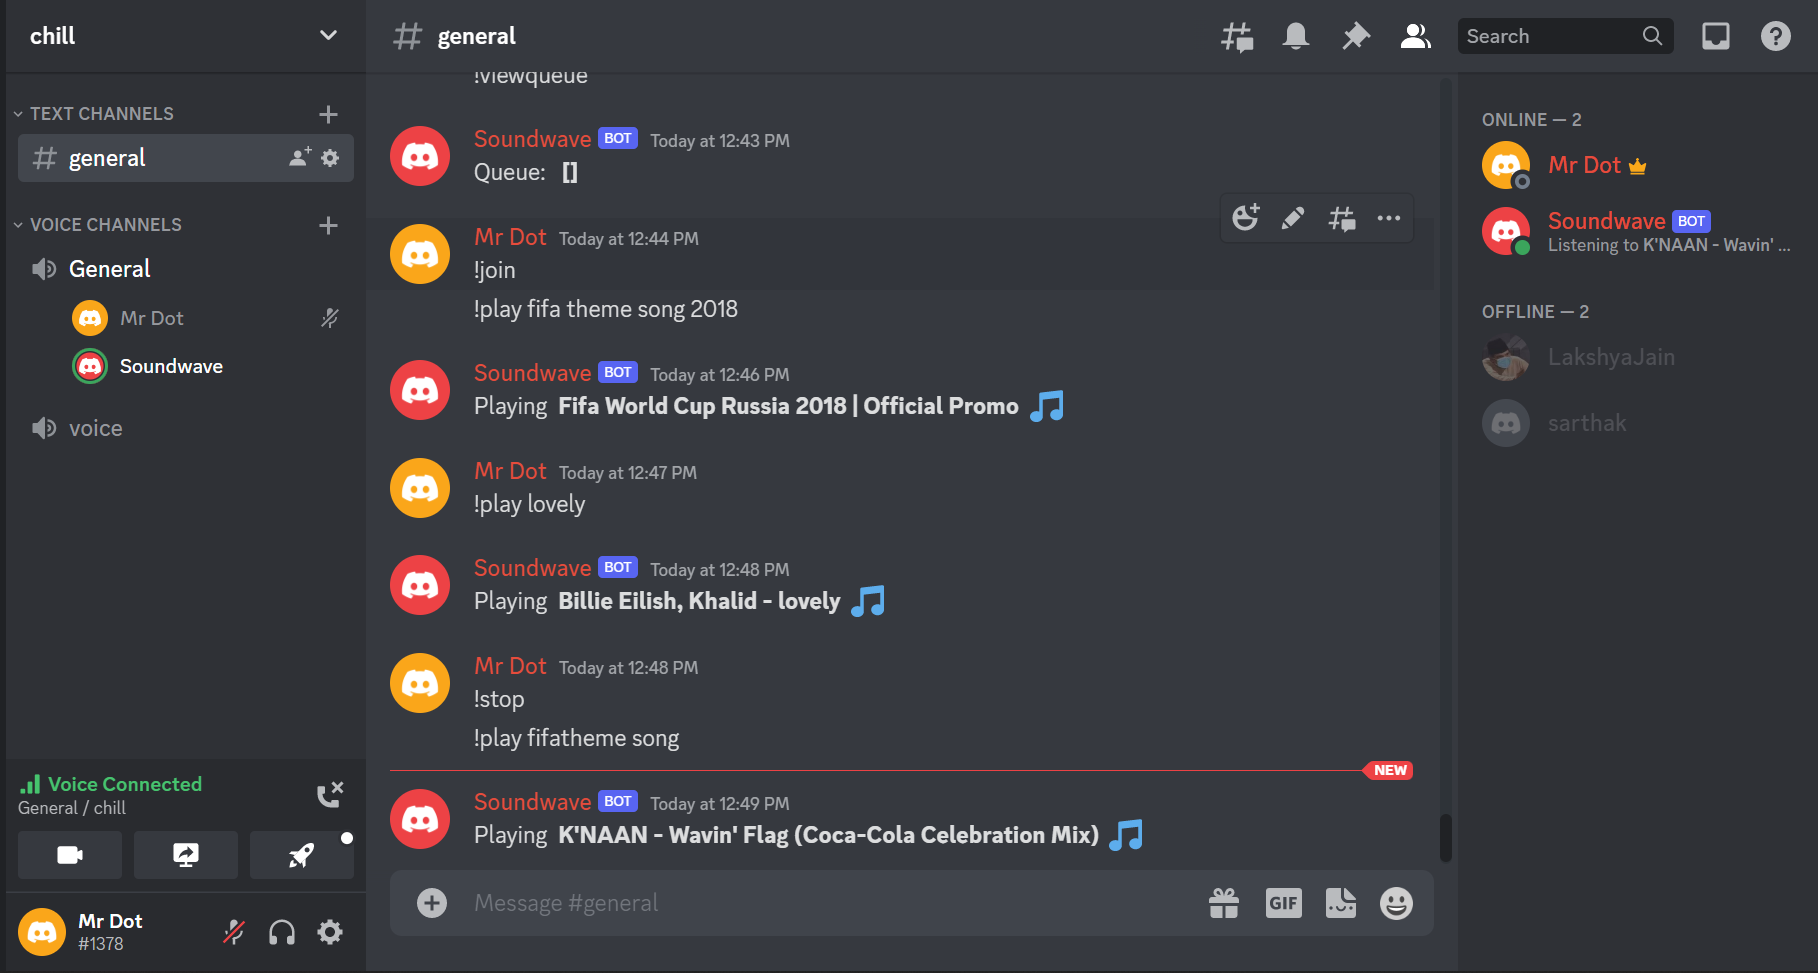 chill
TEXT CHANNELS
general
VOICE CHANNELS
General
Mr Dot
Soundwave
voice
Voice Connected
General / chill
Mr Dot
#1378
general
Search
!viewqueue
Soundwave BOT Today at 12:43 PM
Queue: []
Mr Dot Today at 12:44 PM
!join
!play fifa theme song 2018
Soundwave BOT Today at 12:46 PM
Playing Fifa World Cup Russia 2018 | Official Promo
Mr Dot Today at 12:47 PM
!play lovely
Soundwave BOT Today at 12:48 PM
Playing Billie Eilish, Khalid - lovely
Mr Dot Today at 12:48 PM
!stop
!play fifatheme song
NEW
Soundwave BOT Today at 12:49 PM
Playing K'NAAN - Wavin' Flag (Coca-Cola Celebration Mix)
Message #general
GIF
ONLINE — 2
Mr Dot
Soundwave BOT
Listening to K'NAAN - Wavin' ...
OFFLINE — 2
LakshyaJain
sarthak